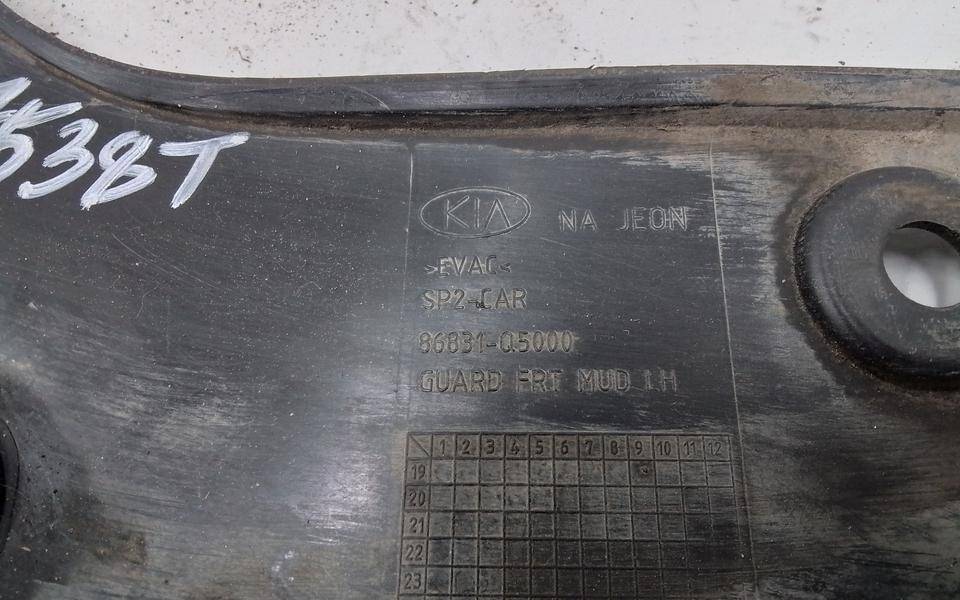 538T
KIA NA JEON
>EVAC<
SP2-CAR
86831-Q5000
GUARD FRT MUD LH
1 2 3 4 5 6 7 8 9 10 11 12
19
20
21
22
23